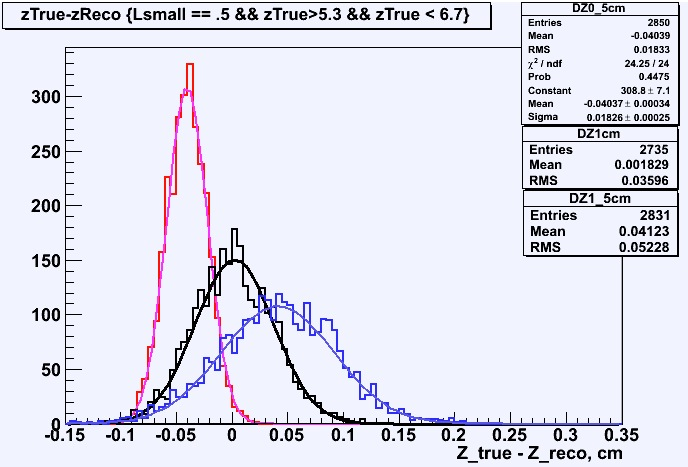 zTrue-zReco {Lsmall == .5 && zTrue>5.3 && zTrue < 6.7}
DZ0_5cm
Entries 2850
Mean -0.04039
RMS 0.01833
χ² / ndf 24.25 / 24
Prob 0.4475
Constant 308.8 ± 7.1
Mean -0.04037 ± 0.00034
Sigma 0.01826 ± 0.00025
DZ1cm
Entries 2735
Mean 0.001829
RMS 0.03596
DZ1_5cm
Entries 2831
Mean 0.04123
RMS 0.05228
300
250
200
150
100
50
0
-0.15 -0.1 -0.05 0 0.05 0.1 0.15 0.2 0.25 0.3 0.35
Z_true - Z_reco, cm